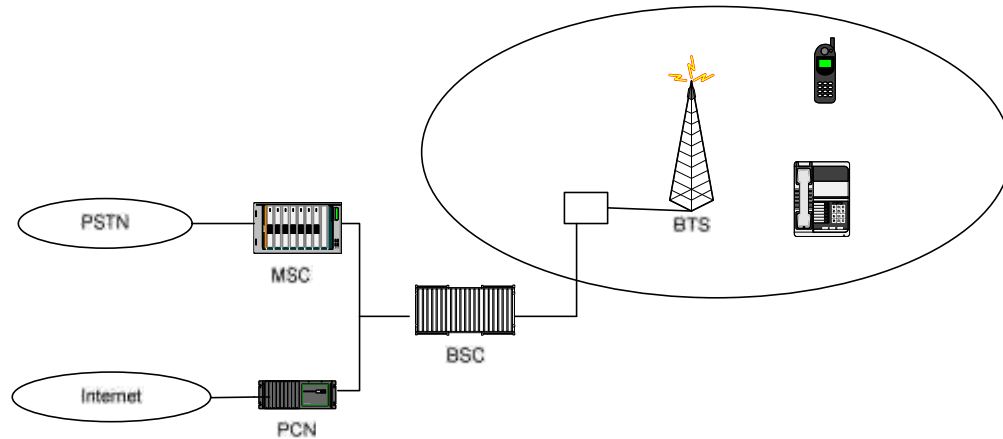 PSTN
MSC
BTS
BSC
Internet
PCN